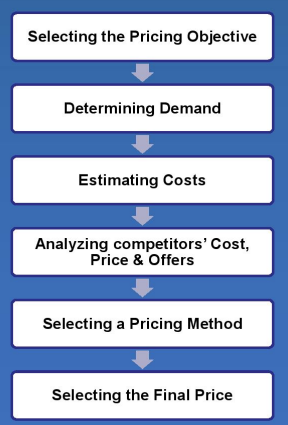 Selecting the Pricing Objective
Determining Demand
Estimating Costs
Analyzing competitors’ Cost,
Price & Offers
Selecting a Pricing Method
Selecting the Final Price